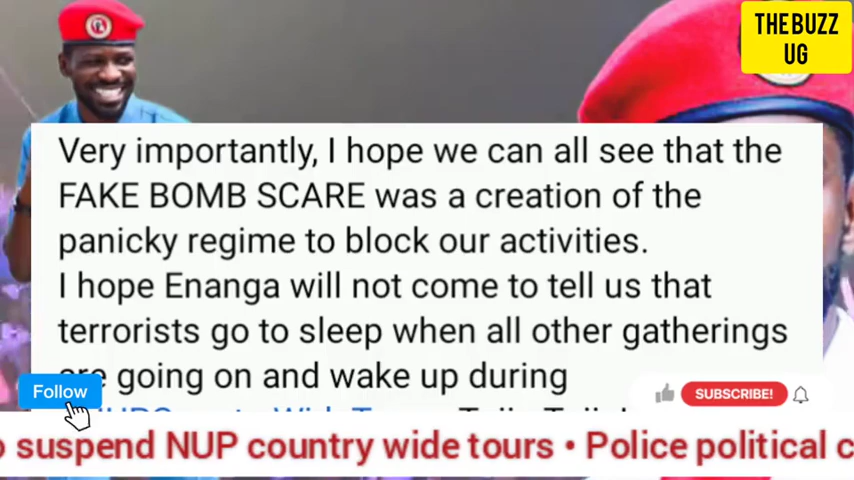 THE BUZZ
UG
Very importantly, I hope we can all see that the
FAKE BOMB SCARE was a creation of the
panicky regime to block our activities.
I hope Enanga will not come to tell us that
terrorists go to sleep when all other gatherings
are going on and wake up during
Follow
SUBSCRIBE!
suspend NUP country wide tours • Police political